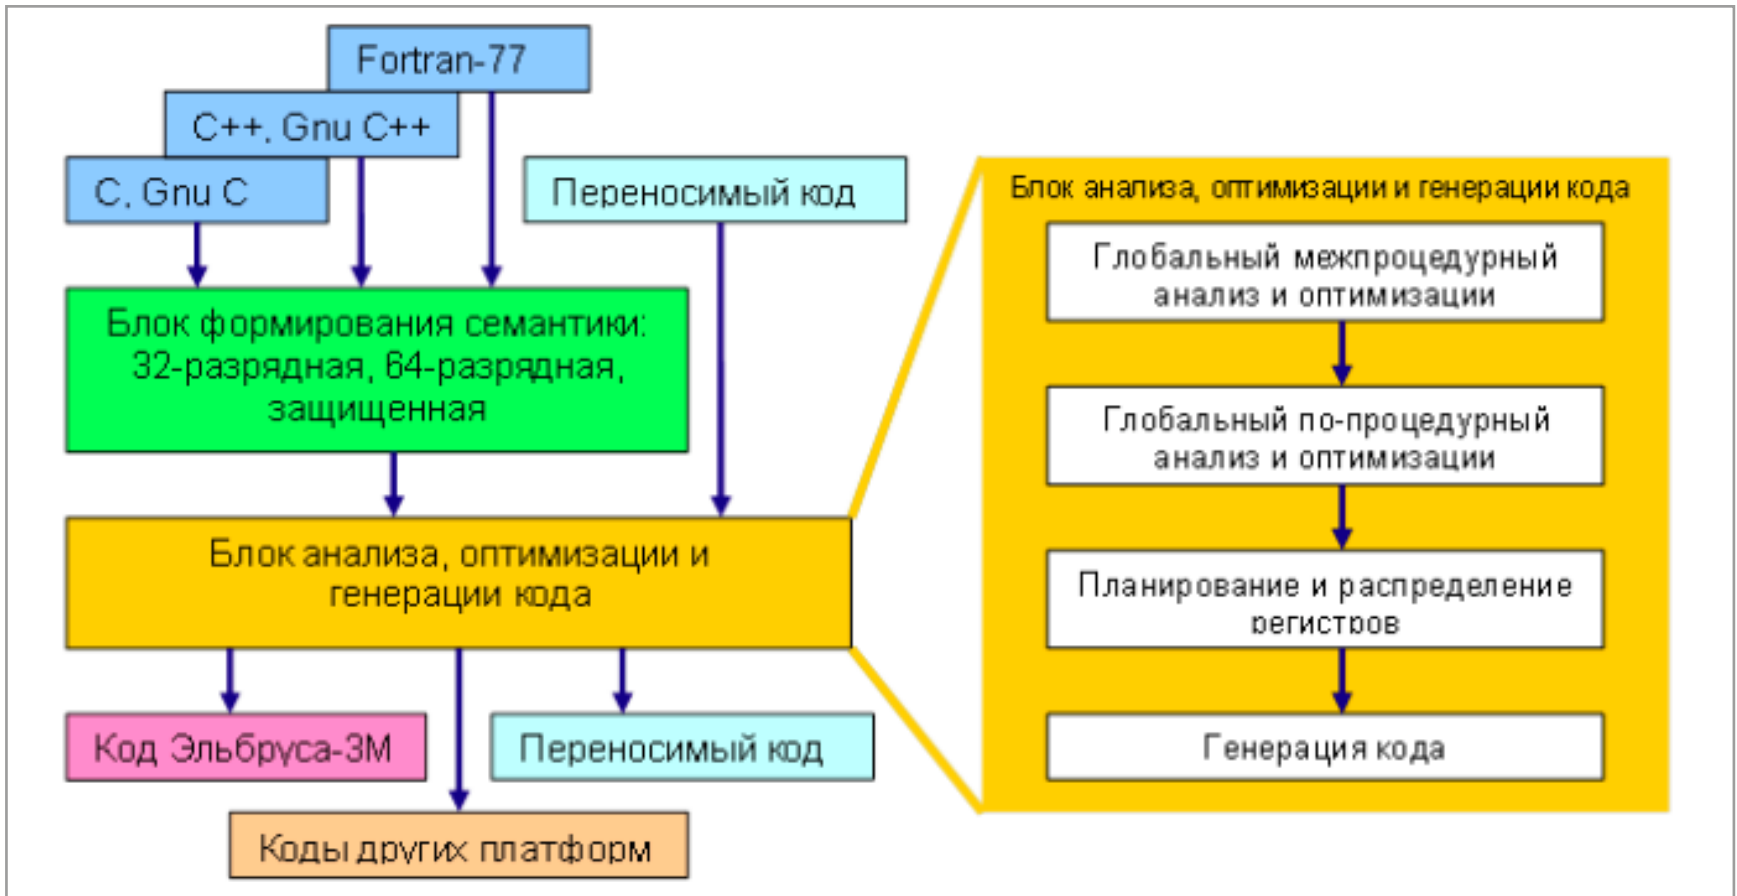 Fortran-77
C++, Gnu C++
C, Gnu C
Переносимый код
Блок формирования семантики:
32-разрядная, 64-разрядная,
защищенная
Блок анализа, оптимизации и
генерации кода
Код Эльбруса-3М
Переносимый код
Коды других платформ
Блок анализа, оптимизации и генерации кода
Глобальный межпроцедурный
анализ и оптимизации
Глобальный по-процедурный
анализ и оптимизации
Планирование и распределение
регистров
Генерация кода